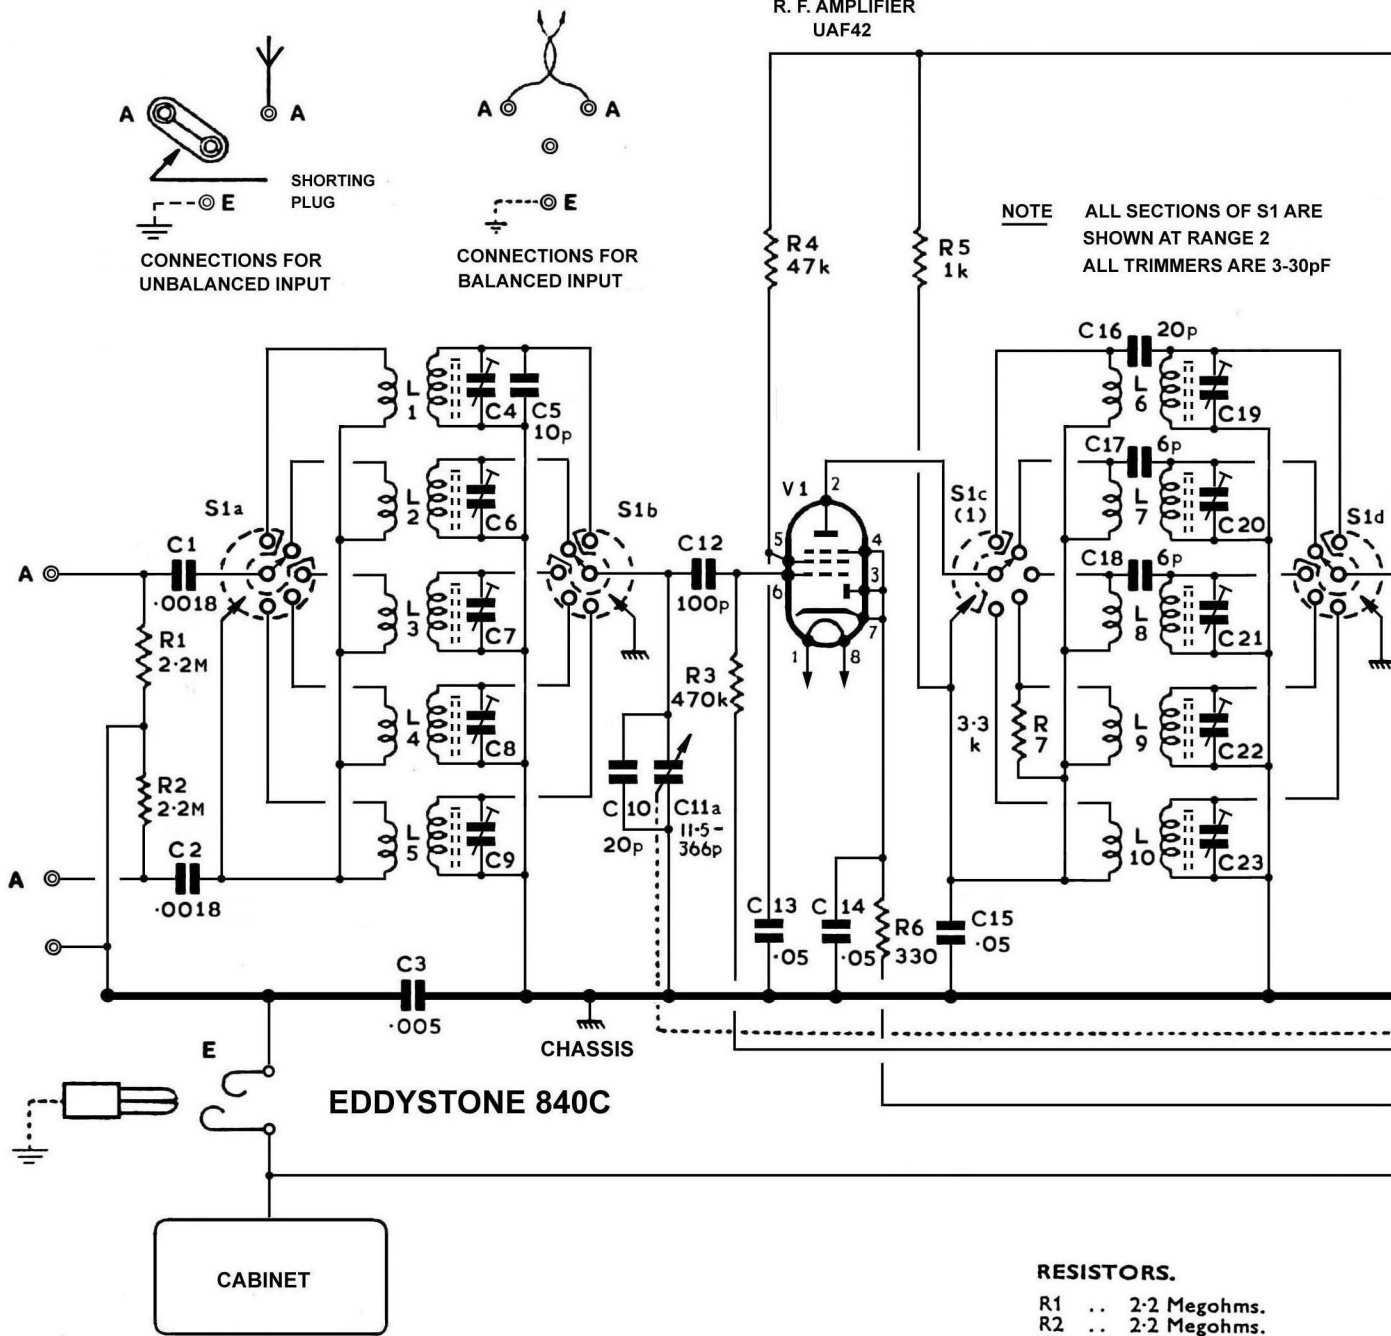 R. F. AMPLIFIER
UAF42
A
A
SHORTING
PLUG
E
CONNECTIONS FOR
UNBALANCED INPUT
A
A
E
CONNECTIONS FOR
BALANCED INPUT
NOTE ALL SECTIONS OF S1 ARE
SHOWN AT RANGE 2
ALL TRIMMERS ARE 3-30pF
R4
47k
R5
1k
L
1
C4
C5
10p
L
2
C6
L
3
C7
L
4
C8
L
5
C9
S1a
S1b
A
C1
·0018
R1
2·2M
R2
2·2M
A
C2
·0018
C12
100p
R3
470k
C10
20p
C11a
11·5-
366p
V1
2
5
4
3
6
7
1
8
C13
·05
C14
·05
R6
330
C15
·05
S1c
(1)
S1d
C16
20p
L
6
C19
C17
6p
L
7
C20
C18
6p
L
8
C21
3·3
k
R
7
L
9
C22
L
10
C23
C3
·005
CHASSIS
E
EDDYSTONE 840C
CABINET
RESISTORS.
R1 .. 2·2 Megohms.
R2 .. 2·2 Megohms.